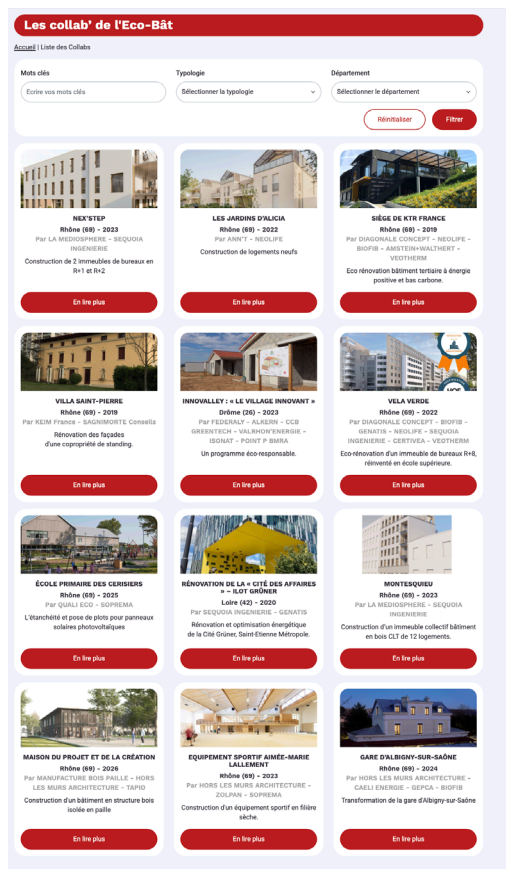 Les collab' de l'Eco-Bât
Accueil | Liste des Collabs
Mots clés
Typologie
Département
Ecrire vos mots clés
Sélectionner la typologie
Sélectionner le département
Réinitialiser
Filtrer
NEX'STEP
Rhône (69) - 2023
Par LA MEDIOSPHERE - SEQUOIA
INGENIERIE
Construction de 2 immeubles de bureaux en
R+1 et R+2
En lire plus
LES JARDINS D'ALICIA
Rhône (69) - 2022
Par ANN'T - NEOLIFE
Construction de logements neufs
En lire plus
SIÈGE DE KTR FRANCE
Rhône (69) - 2019
Par DIAGONALE CONCEPT - NEOLIFE -
BIOFIB - AMSTEIN+WALTHERT -
VEOTHERM
Eco rénovation bâtiment tertiaire à énergie
positive et bas carbone.
En lire plus
VILLA SAINT-PIERRE
Rhône (69) - 2019
Par KEIM France - SAGNIMORTE Conseils
Rénovation des façades
d'une copropriété de standing.
En lire plus
INNOVALLEY : « LE VILLAGE INNOVANT »
Drôme (26) - 2023
Par FEDERALY - ALKERN - CCB
GREENTECH - VALRHON'ENERGIE -
ISONAT - POINT P BMRA
Un programme éco-responsable.
En lire plus
VELA VERDE
Rhône (69) - 2022
Par DIAGONALE CONCEPT - BIOFIB -
GENATIS - NEOLIFE - SEQUOIA
INGENIERIE - CERTIVEA - VEOTHERM
Eco-rénovation d'un immeuble de bureaux R+8,
réinventé en école supérieure.
En lire plus
ÉCOLE PRIMAIRE DES CERISIERS
Rhône (69) - 2025
Par QUALI ECO - SOPREMA
L'étanchéité et pose de plots pour panneaux
solaires photovoltaïques
En lire plus
RÉNOVATION DE LA « CITÉ DES AFFAIRES
» – ILOT GRÜNER
Loire (42) - 2020
Par SEQUOIA INGENIERIE - GENATIS
Rénovation et optimisation énergétique
de la Cité Grüner, Saint-Etienne Métropole.
En lire plus
MONTESQUIEU
Rhône (69) - 2023
Par LA MEDIOSPHERE - SEQUOIA
INGENIERIE
Construction d'un immeuble collectif bâtiment
en bois CLT de 12 logements.
En lire plus
MAISON DU PROJET ET DE LA CRÉATION
Rhône (69) - 2026
Par MANUFACTURE BOIS PAILLE - HORS
LES MURS ARCHITECTURE - TAPIO
Construction d'un bâtiment en structure bois
isolée en paille
En lire plus
EQUIPEMENT SPORTIF AIMÉE-MARIE
LALLEMENT
Rhône (69) - 2023
Par HORS LES MURS ARCHITECTURE -
ZOLPAN - SOPREMA
Construction d'un équipement sportif en filière
sèche.
En lire plus
GARE D'ALBIGNY-SUR-SAÔNE
Rhône (69) - 2024
Par HORS LES MURS ARCHITECTURE -
CAELI ENERGIE - GEPCA - BIOFIB
Transformation de la gare d'Albigny-sur-Saône
En lire plus